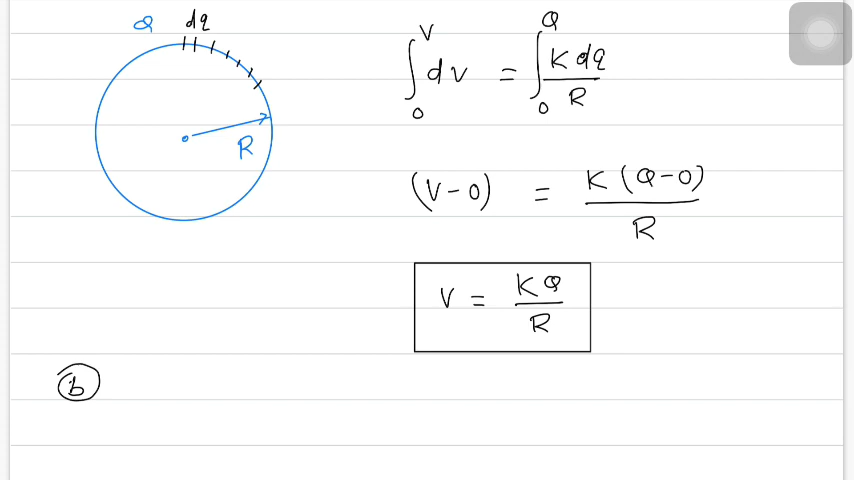 Q dq
∫₀^V dv = ∫₀^Q K dq / R
R
(V - 0) = K (Q - 0) / R
V = KQ / R
b